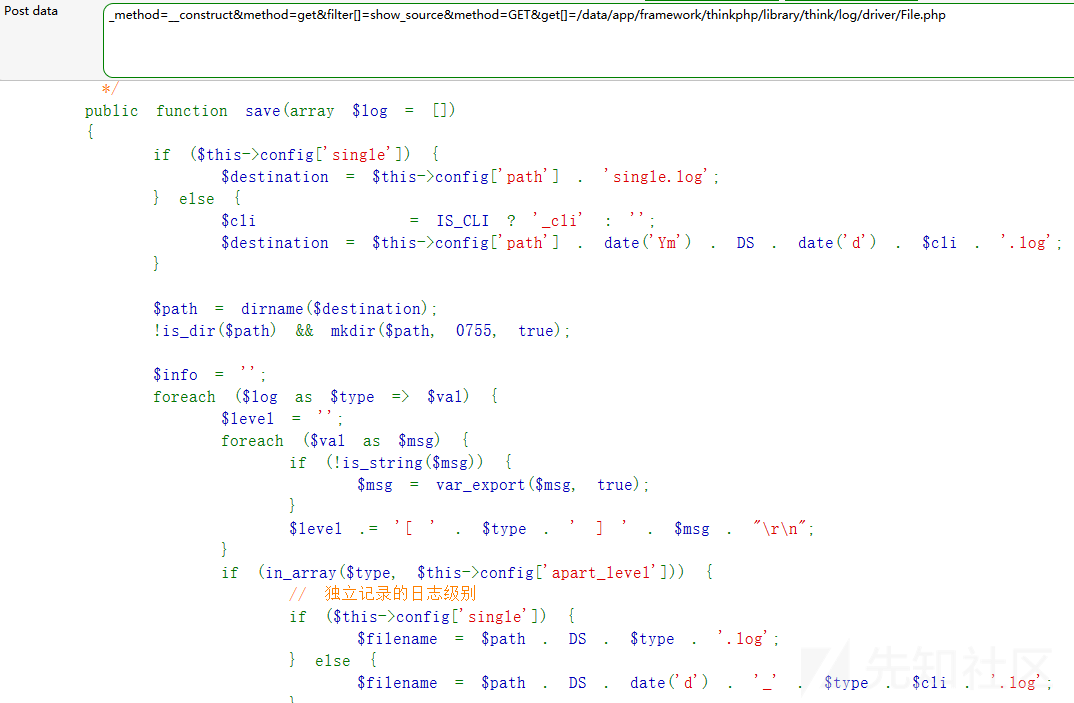 Post data
_method=__construct&method=get&filter[]=show_source&method=GET&get[]=/data/app/framework/thinkphp/library/think/log/driver/File.php
*/
public function save(array $log = [])
{
if ($this->config['single']) {
$destination = $this->config['path'] . 'single.log';
} else {
$cli = IS_CLI ? '_cli' : '';
$destination = $this->config['path'] . date('Ym') . DS . date('d') . $cli . '.log';
}
$path = dirname($destination);
!is_dir($path) && mkdir($path, 0755, true);
$info = '';
foreach ($log as $type => $val) {
$level = '';
foreach ($val as $msg) {
if (!is_string($msg)) {
$msg = var_export($msg, true);
}
$level .= '[ ' . $type . ' ] ' . $msg . "\r\n";
}
if (in_array($type, $this->config['apart_level'])) {
// 独立记录的日志级别
if ($this->config['single']) {
$filename = $path . DS . $type . '.log';
} else {
$filename = $path . DS . date('d') . '_' . $type . $cli . '.log';
}
先知社区